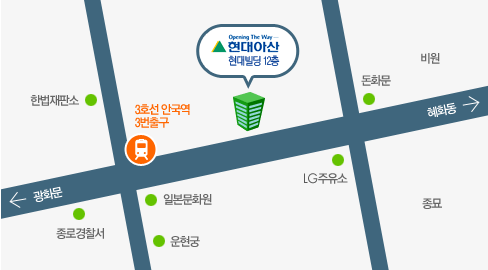 Opening The Way
현대아산
현대빌딩 12층
비원
돈화문
헌법재판소
3호선 안국역
3번출구
혜화동
LG주유소
광화문
일본문화원
종묘
종로경찰서
운현궁